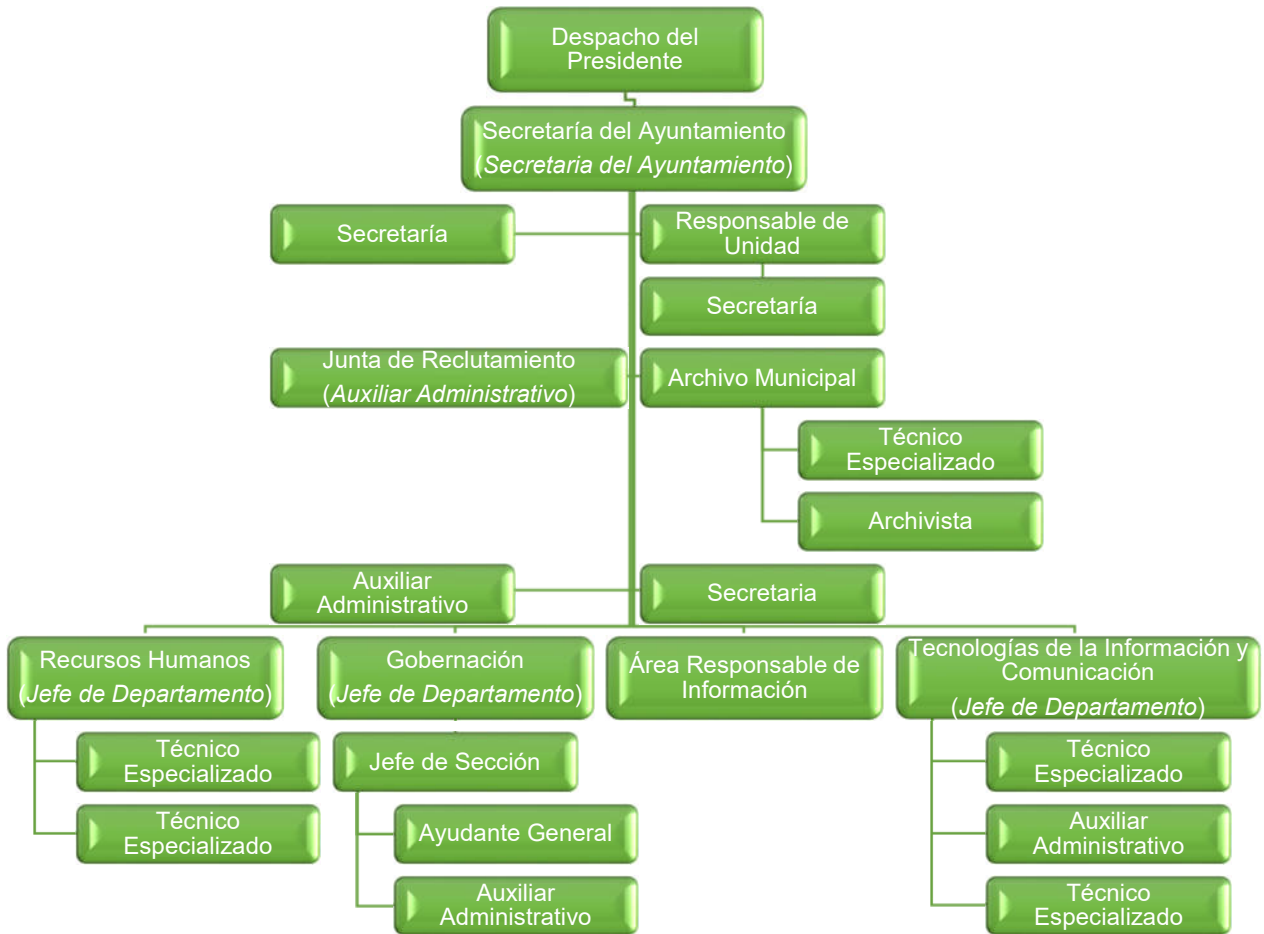 Despacho del
Presidente
Secretaría del Ayuntamiento
(Secretaria del Ayuntamiento)
Secretaría
Responsable de
Unidad
Secretaría
Junta de Reclutamiento
(Auxiliar Administrativo)
Archivo Municipal
Técnico
Especializado
Archivista
Auxiliar
Administrativo
Secretaria
Recursos Humanos
(Jefe de Departamento)
Técnico
Especializado
Técnico
Especializado
Gobernación
(Jefe de Departamento)
Jefe de Sección
Ayudante General
Auxiliar
Administrativo
Área Responsable de
Información
Tecnologías de la Información y
Comunicación
(Jefe de Departamento)
Técnico
Especializado
Auxiliar
Administrativo
Técnico
Especializado